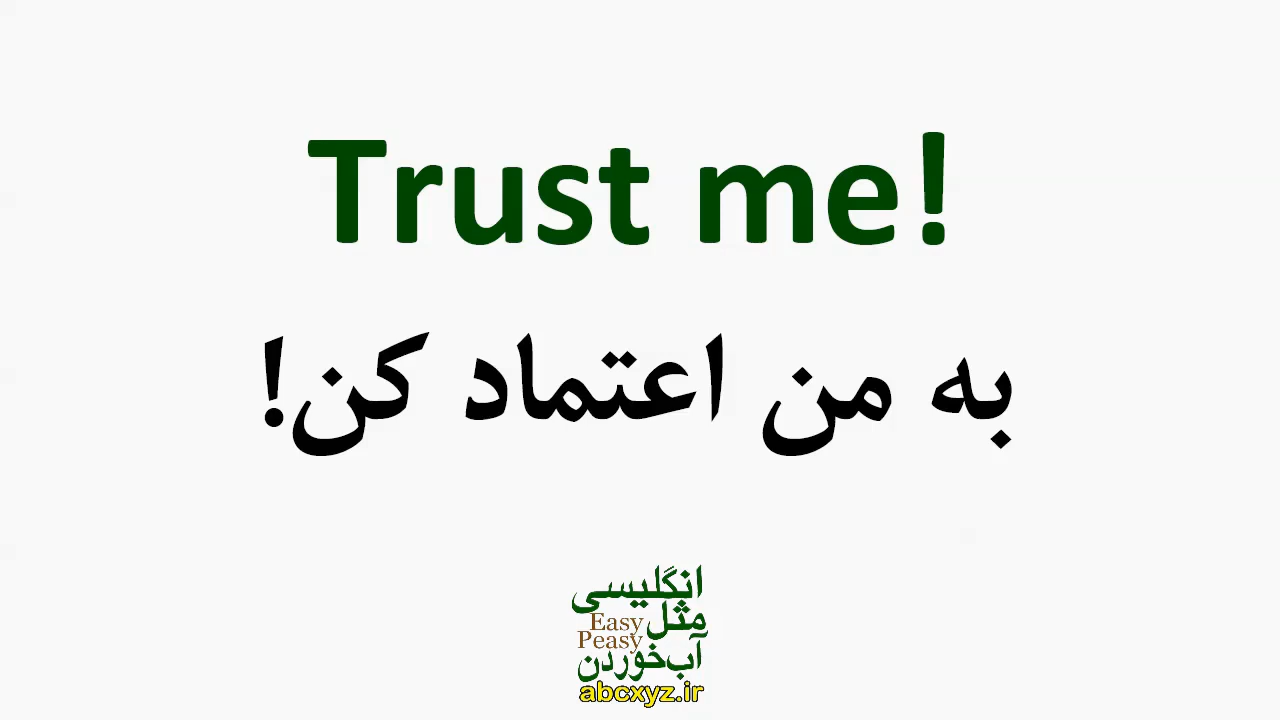 Trust me!
به من اعتماد کن!
انگلیسی
مثل Easy
Peasy
آب‌خوردن
abcxyz.ir